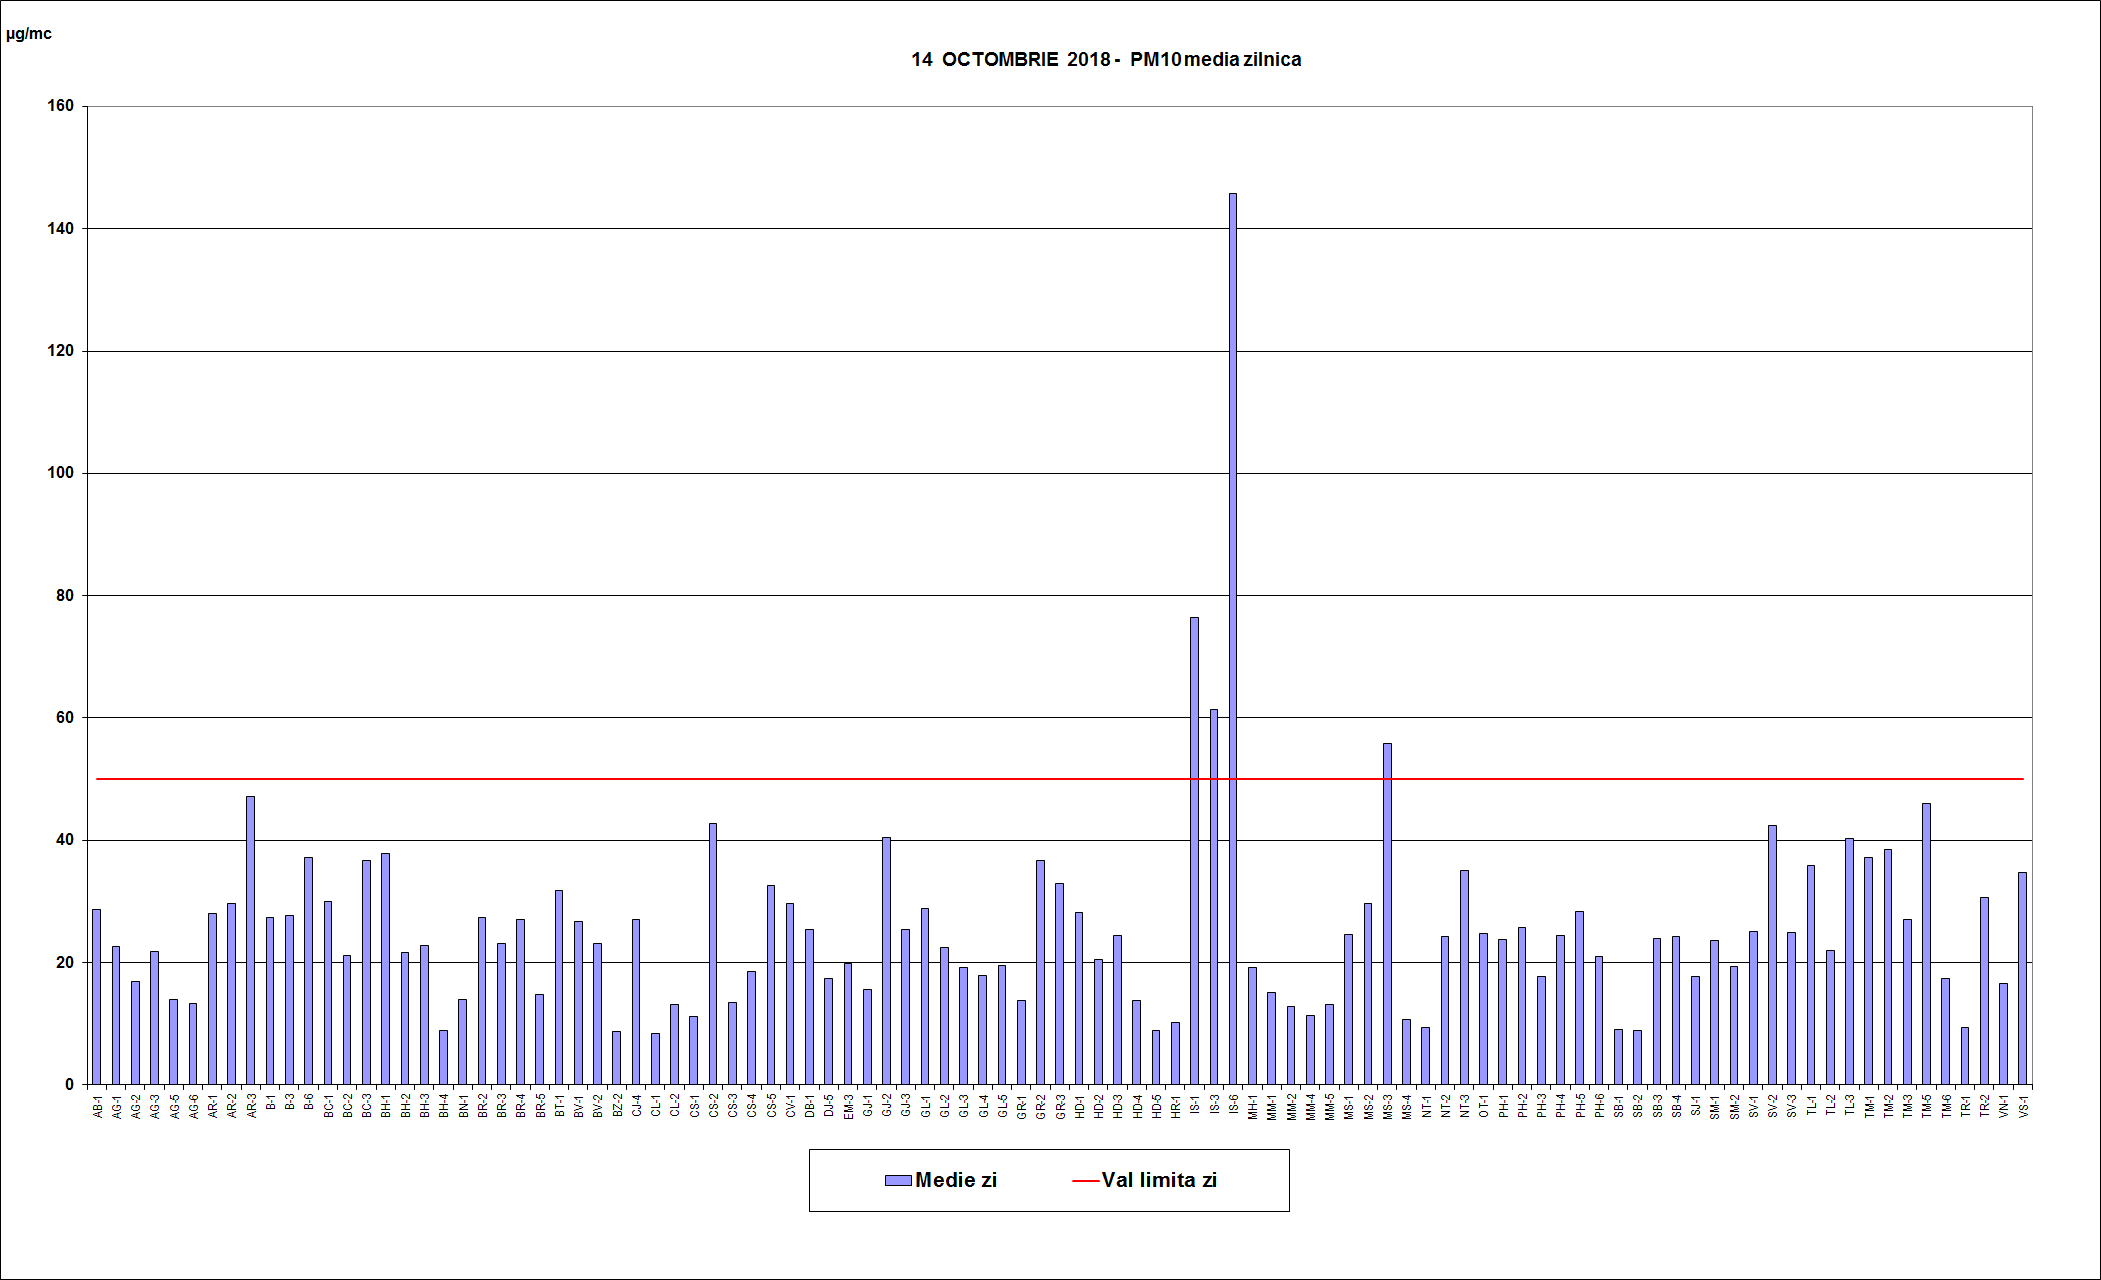 µg/mc
14 OCTOMBRIE 2018 - PM10 media zilnica
160
140
120
100
80
60
40
20
0
AB-1 AG-1 AG-2 AG-3 AG-5 AG-6 AR-1 AR-2 AR-3 B-1 B-3 B-6 BC-1 BC-2 BC-3 BH-1 BH-2 BH-3 BH-4 BN-1 BR-2 BR-3 BR-4 BR-5 BT-1 BV-1 BV-2 BZ-2 CJ-4 CL-1 CL-2 CS-1 CS-2 CS-3 CS-4 CS-5 CV-1 DB-1 DJ-5 EM-3 GJ-1 GJ-2 GJ-3 GL-1 GL-2 GL-3 GL-4 GL-5 GR-1 GR-2 GR-3 HD-1 HD-2 HD-3 HD-4 HD-5 HR-1 IS-1 IS-3 IS-6 MH-1 MM-1 MM-2 MM-4 MM-5 MS-1 MS-2 MS-3 MS-4 NT-1 NT-2 NT-3 OT-1 PH-1 PH-2 PH-3 PH-4 PH-5 PH-6 SB-1 SB-2 SB-3 SB-4 SJ-1 SM-1 SM-2 SV-1 SV-2 SV-3 TL-1 TL-2 TL-3 TM-1 TM-2 TM-3 TM-5 TM-6 TR-1 TR-2 VN-1 VS-1
Medie zi Val limita zi